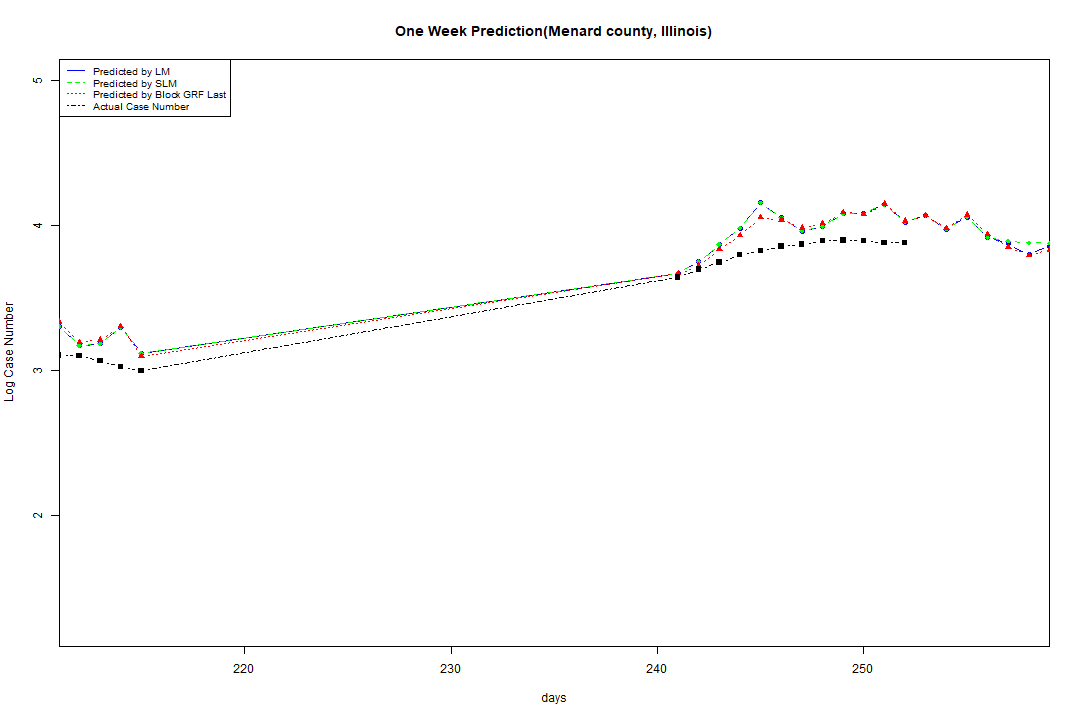 One Week Prediction(Menard county, Illinois)
Predicted by LM
Predicted by SLM
Predicted by Block GRF Last
Actual Case Number
5
4
3
2
Log Case Number
220 230 240 250
days